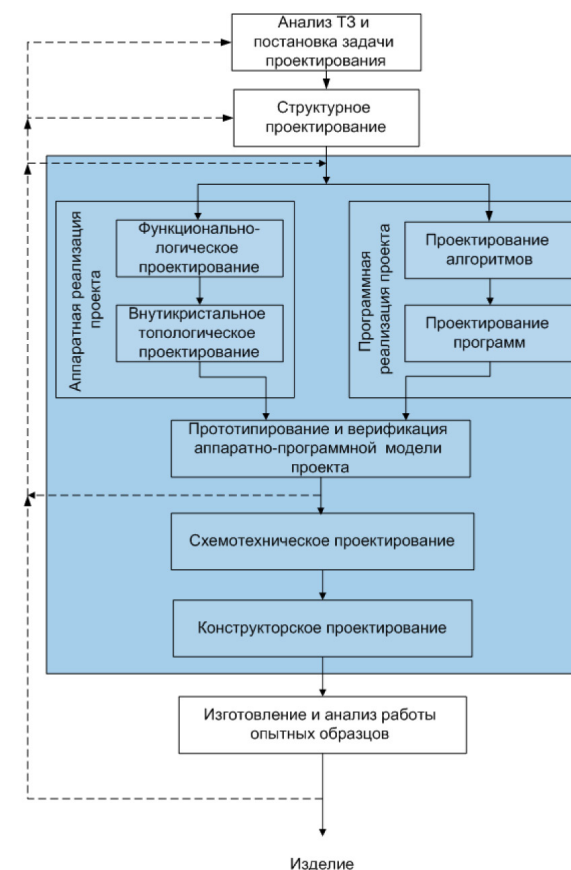 Анализ ТЗ и
постановка задачи
проектирования
Структурное
проектирование
Аппаратная реализация
проекта
Функционально-
логическое
проектирование
Внутикристальное
топологическое
проектирование
Программная
реализация проекта
Проектирование
алгоритмов
Проектирование
программ
Прототипирование и верификация
аппаратно-программной модели
проекта
Схемотехническое проектирование
Конструкторское проектирование
Изготовление и анализ работы
опытных образцов
Изделие